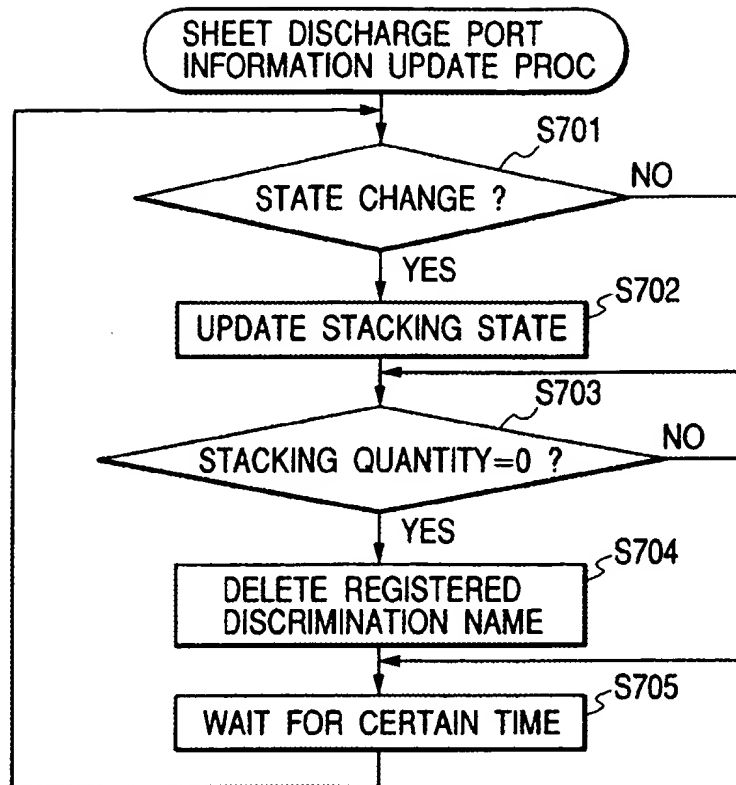 SHEET DISCHARGE PORT
INFORMATION UPDATE PROC
S701
STATE CHANGE ?
NO
YES
S702
UPDATE STACKING STATE
S703
STACKING QUANTITY=0 ?
NO
YES
S704
DELETE REGISTERED
DISCRIMINATION NAME
S705
WAIT FOR CERTAIN TIME